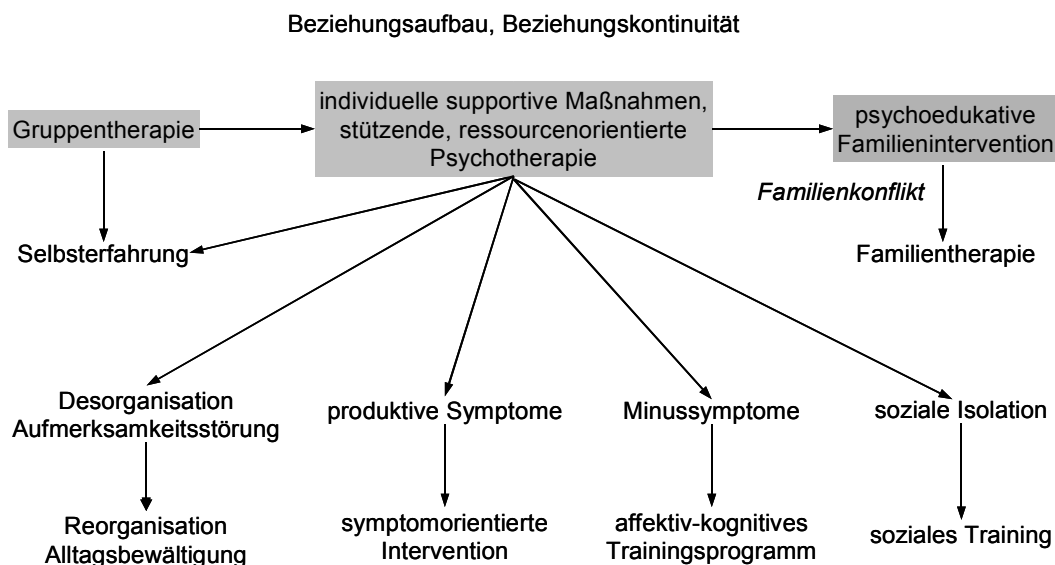 Beziehungsaufbau, Beziehungskontinuität
Gruppentherapie
individuelle supportive Maßnahmen,
stützende, ressourcenorientierte
Psychotherapie
psychoedukative
Familienintervention
Familienkonflikt
Selbsterfahrung
Familientherapie
Desorganisation
Aufmerksamkeitsstörung
produktive Symptome
Minussymptome
soziale Isolation
Reorganisation
Alltagsbewältigung
symptomorientierte
Intervention
affektiv-kognitives
Trainingsprogramm
soziales Training